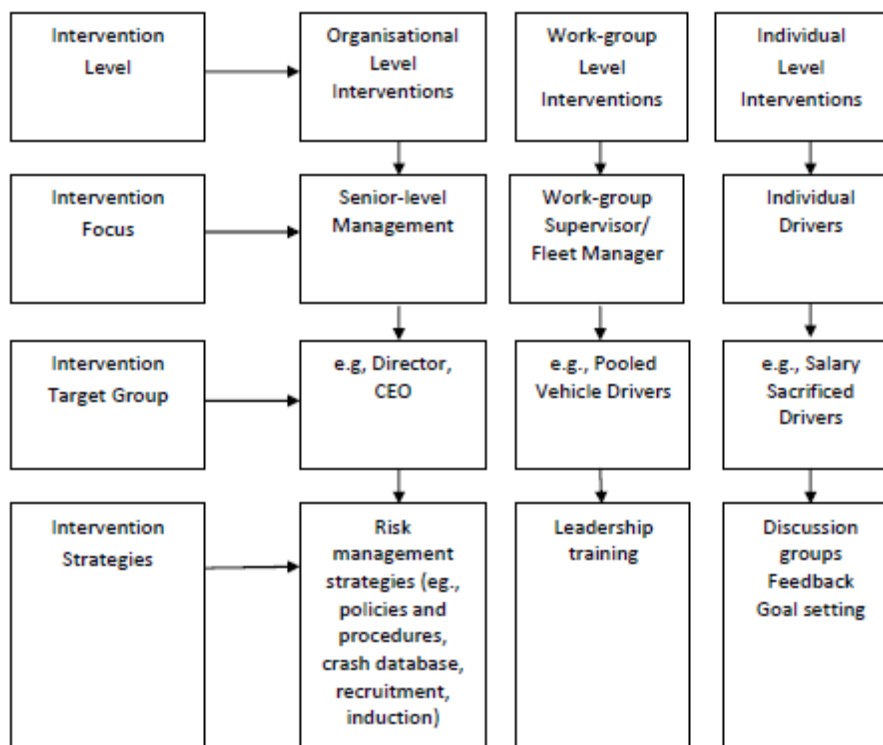 Intervention
Level
Organisational
Level
Interventions
Work-group
Level
Interventions
Individual
Level
Interventions
Intervention
Focus
Senior-level
Management
Work-group
Supervisor/
Fleet Manager
Individual
Drivers
Intervention
Target Group
e.g, Director,
CEO
e.g., Pooled
Vehicle Drivers
e.g., Salary
Sacrificed
Drivers
Intervention
Strategies
Risk
management
strategies (eg.,
policies and
procedures,
crash database,
recruitment,
induction)
Leadership
training
Discussion
groups
Feedback
Goal setting